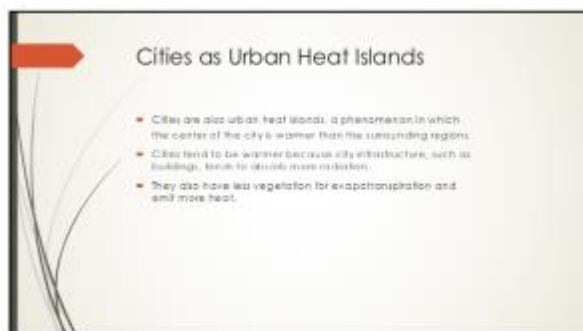 Cities as Urban Heat Islands
Cities are also urban heat islands, a phenomenon in which
the center of the city is warmer than the surrounding regions
Cities tend to be warmer because city infrastructure, such as
buildings, tends to absorb more radiation.
They also have less vegetation for evapotranspiration and
emit more heat.